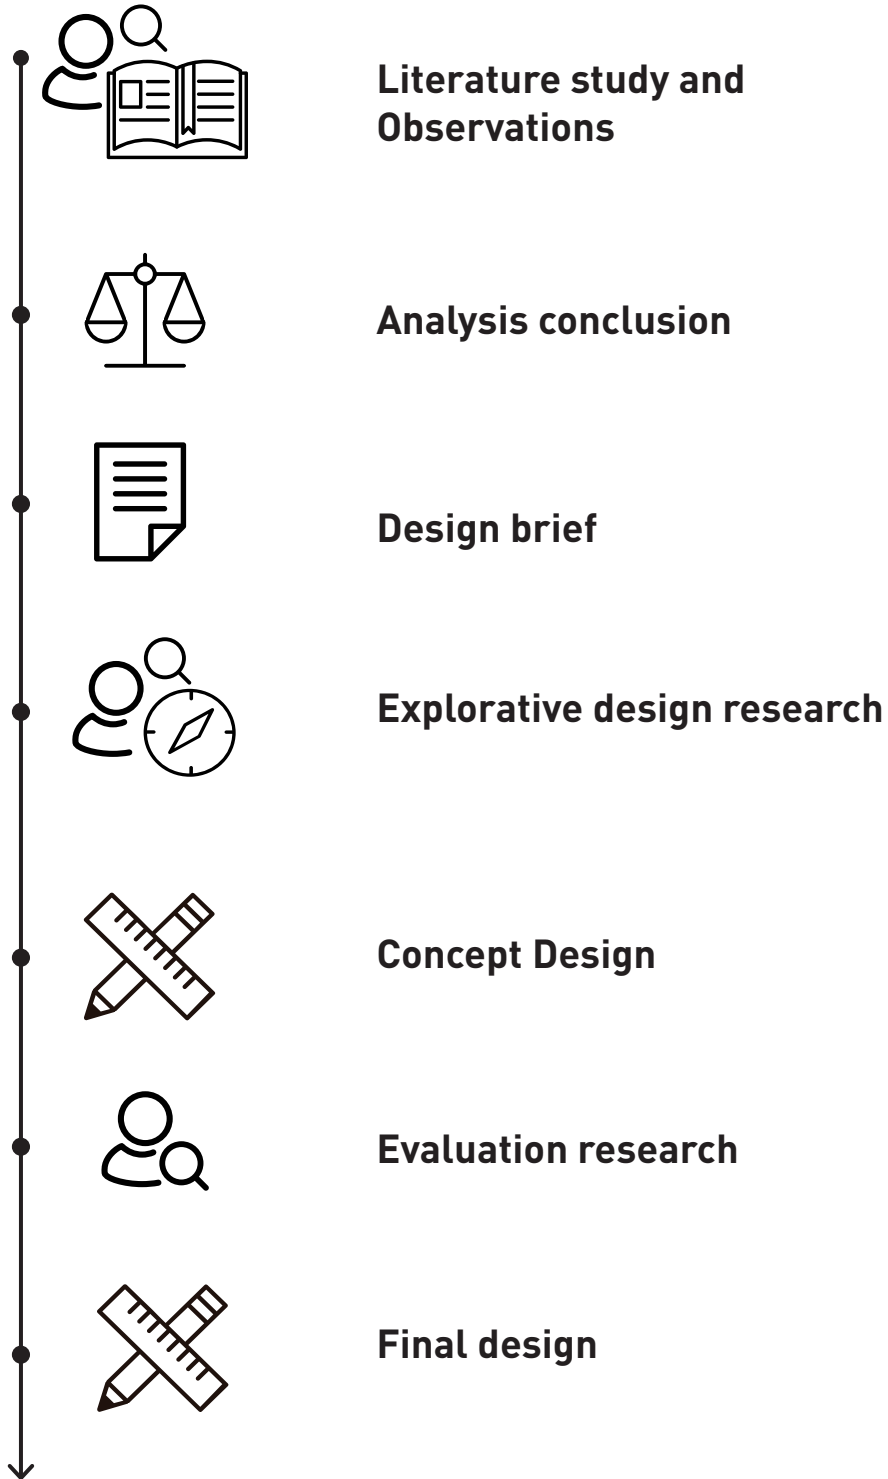 Literature study and
Observations
Analysis conclusion
Design brief
Explorative design research
Concept Design
Evaluation research
Final design